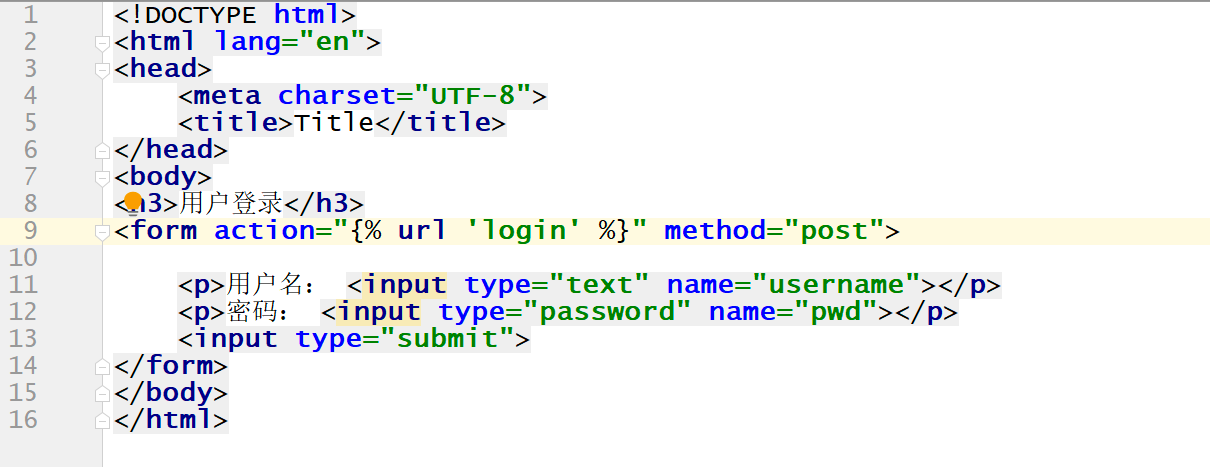 1 <!DOCTYPE html>
2 <html lang="en">
3 <head>
4     <meta charset="UTF-8">
5     <title>Title</title>
6 </head>
7 <body>
8 <h3>用户登录</h3>
9 <form action="{% url 'login' %}" method="post">
10
11     <p>用户名： <input type="text" name="username"></p>
12     <p>密码： <input type="password" name="pwd"></p>
13     <input type="submit">
14 </form>
15 </body>
16 </html>